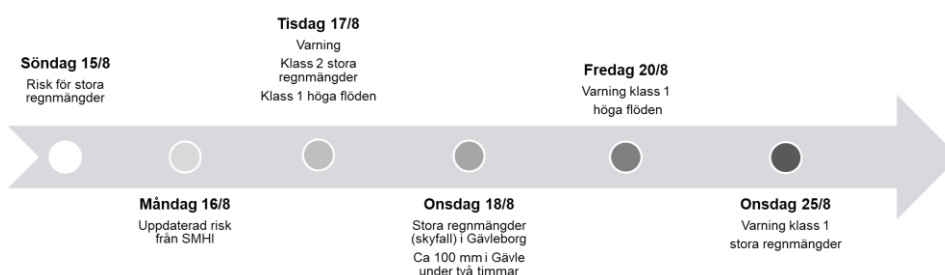 Söndag 15/8
Risk för stora
regnmängder
Måndag 16/8
Uppdaterad risk
från SMHI
Tisdag 17/8
Varning
Klass 2 stora
regnmängder
Klass 1 höga flöden
Onsdag 18/8
Stora regnmängder
(skyfall) i Gävleborg
Ca 100 mm i Gävle
under två timmar
Fredag 20/8
Varning klass 1
höga flöden
Onsdag 25/8
Varning klass 1
stora regnmängder